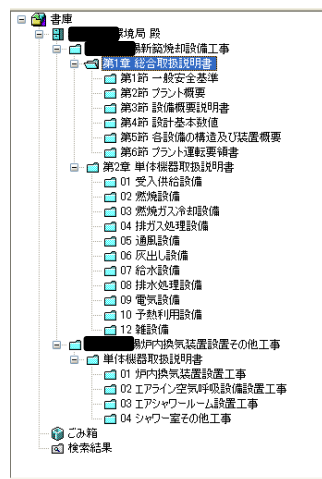 書庫
環境局 殿
場新築焼却設備工事
第1章 総合取扱説明書
第1節 一般安全基準
第2節 プラント概要
第3節 設備概要説明書
第4節 設計基本数値
第5節 各設備の構造及び装置概要
第6節 プラント運転要領書
第2章 単体機器取扱説明書
01 受入供給設備
02 燃焼設備
03 燃焼ガス冷却設備
04 排ガス処理設備
05 通風設備
06 灰出し設備
07 給水設備
08 排水処理設備
09 電気設備
10 予熱利用設備
12 雑設備
場炉内換気装置設置その他工事
単体機器取扱説明書
01 炉内換気装置設置工事
02 エアライン空気呼吸設備設置工事
03 エアシャワールーム設置工事
04 シャワー室その他工事
ごみ箱
検索結果